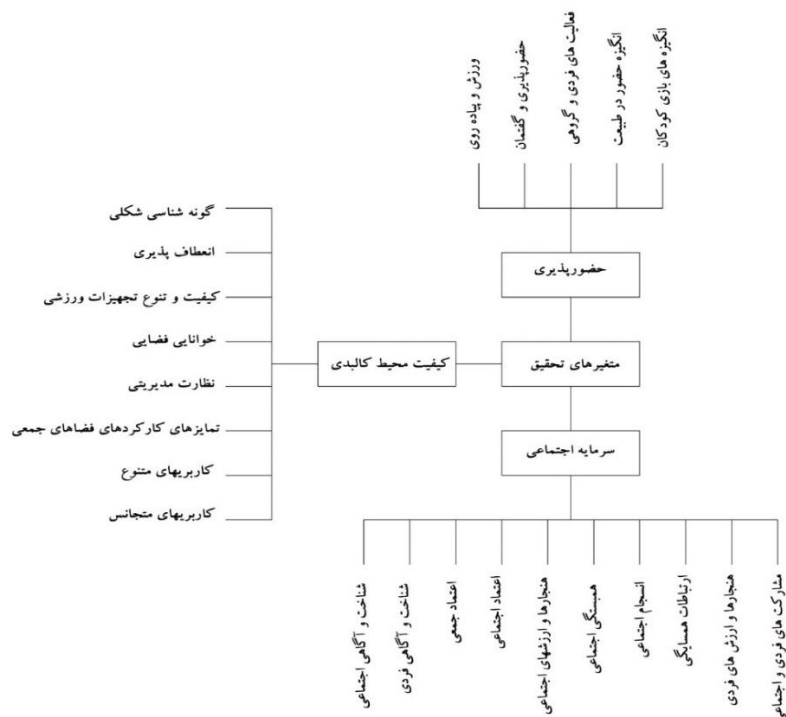 انگیزه های بازی کودکان
انگیزه حضور در طبیعت
فعالیت های فردی و گروهی
حضورپذیری و گفتمان
ورزش و پیاده روی
حضورپذیری
متغیرهای تحقیق
کیفیت محیط کالبدی
سرمایه اجتماعی
گونه شناسی شکلی
انعطاف پذیری
کیفیت و تنوع تجهیزات ورزشی
خوانایی فضایی
نظارت مدیریتی
تمایزهای کارکردهای فضاهای جمعی
کاربریهای متنوع
کاربریهای متجانس
مشارکت های فردی و اجتماعی
هنجارها و ارزش های فردی
ارتباطات همسایگی
انسجام اجتماعی
همبستگی اجتماعی
هنجارها و ارزشهای اجتماعی
اعتماد اجتماعی
اعتماد جمعی
شناخت و آگاهی فردی
شناخت و آگاهی اجتماعی